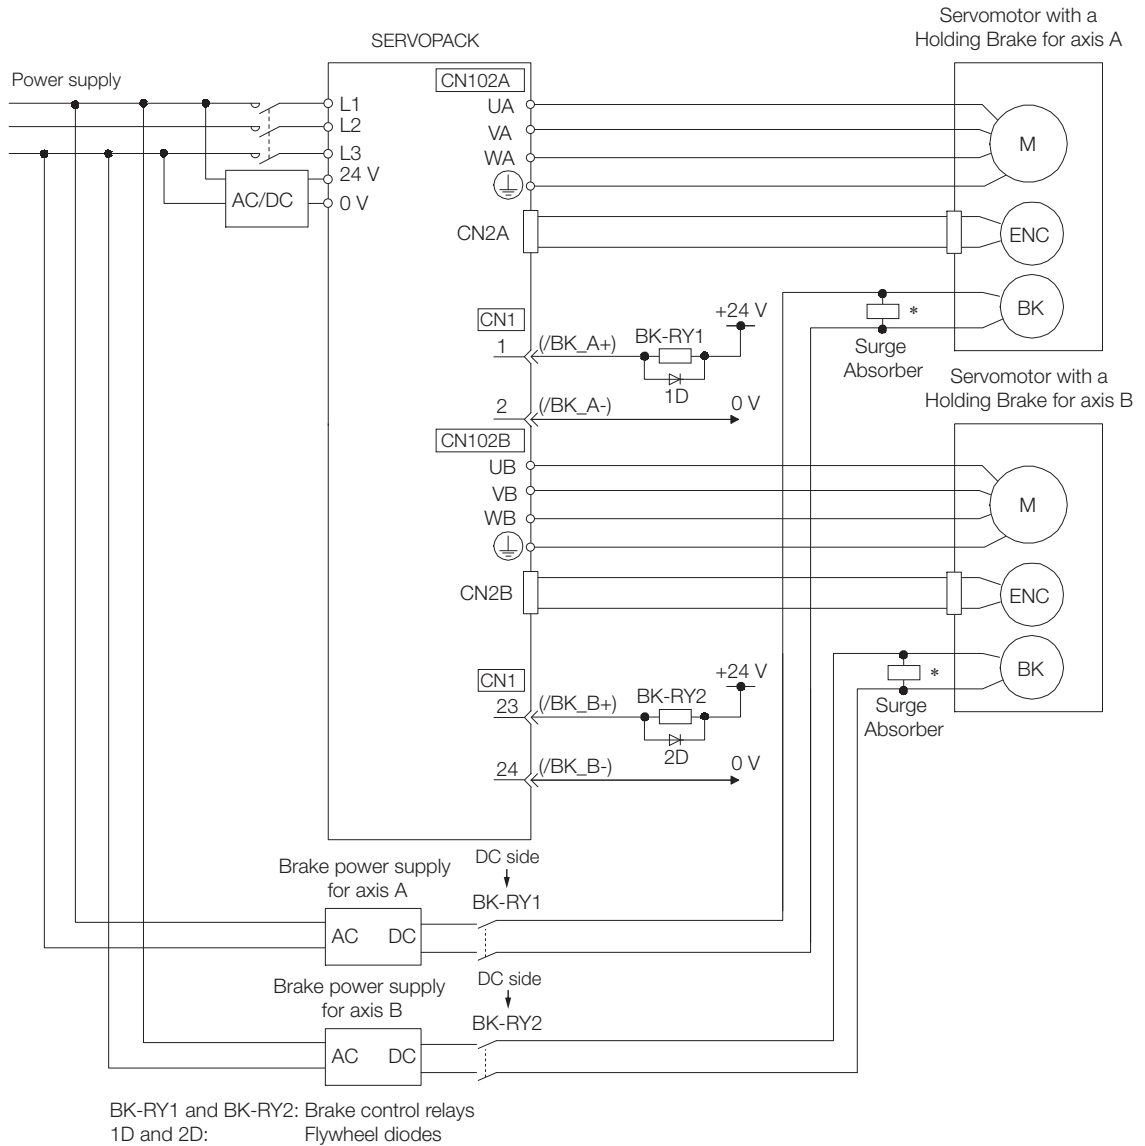 Servomotor with a
Holding Brake for axis A
SERVOPACK
Power supply
CN102A
L1
UA
L2
VA
M
L3
WA
24 V
AC/DC
0 V
CN2A
ENC
BK
*
CN1
+24 V
BK-RY1
1
(/BK_A+)
Surge
Absorber
1D
Servomotor with a
Holding Brake for axis B
2
(/BK_A-)
0 V
CN102B
UB
VB
M
WB
CN2B
ENC
BK
*
CN1
+24 V
BK-RY2
23
(/BK_B+)
Surge
Absorber
2D
24
(/BK_B-)
0 V
DC side
Brake power supply
for axis A
BK-RY1
AC
DC
DC side
Brake power supply
for axis B
BK-RY2
AC
DC
BK-RY1 and BK-RY2: Brake control relays
1D and 2D: Flywheel diodes